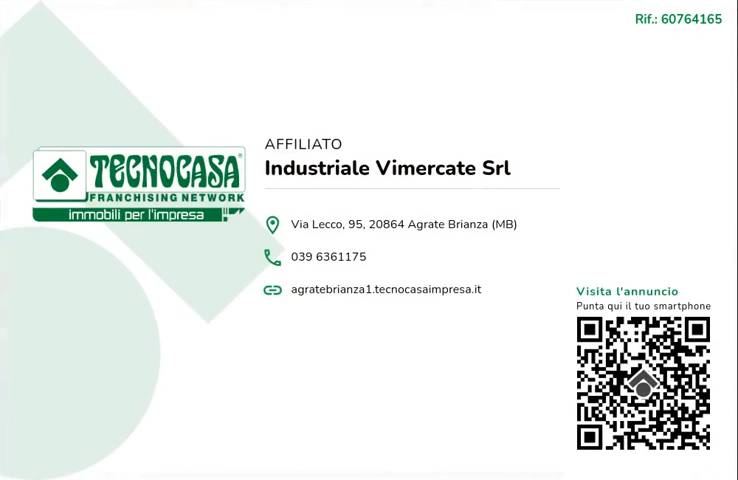 Rif.: 60764165
AFFILIATO
Industriale Vimercate Srl
TECNOCASA®
FRANCHISING NETWORK
immobili per l'impresa
Via Lecco, 95, 20864 Agrate Brianza (MB)
039 6361175
agratebrianza1.tecnocasaimpresa.it
Visita l'annuncio
Punta qui il tuo smartphone